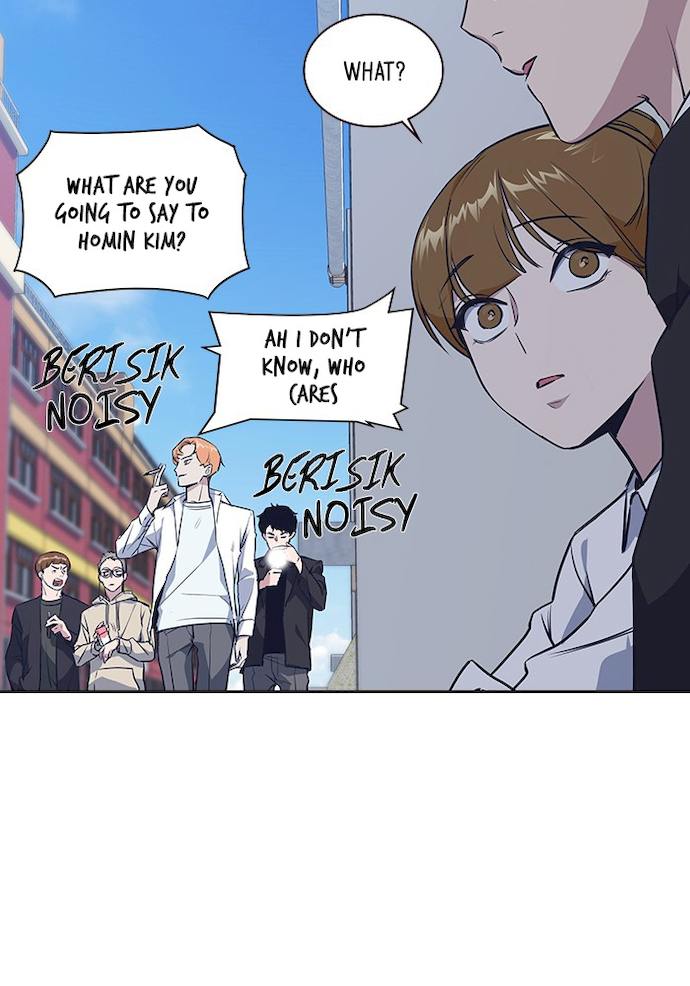 WHAT?
WHAT ARE YOU
GOING TO SAY TO
HOMIN KIM?
AH I DON'T
KNOW, WHO
CARES
BERISIK
NOISY
BERISIK
NOISY